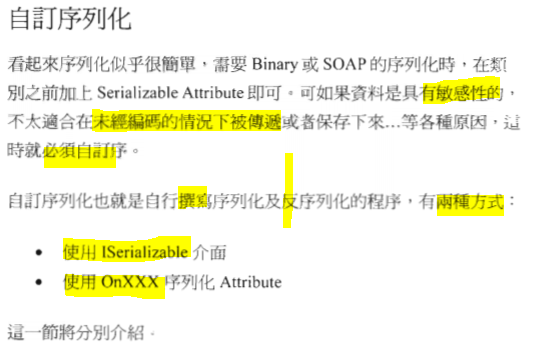 自訂序列化
看起來序列化似乎很簡單，需要 Binary 或 SOAP 的序列化時，在類
別之前加上 Serializable Attribute 即可。可如果資料是具有敏感性的，
不太適合在未經編碼的情況下被傳遞或者保存下來…等各種原因，這
時就必須自訂序。
自訂序列化也就是自行撰寫序列化及反序列化的程序，有兩種方式：
• 使用 ISerializable 介面
• 使用 OnXXX 序列化 Attribute
這一節將分別介紹。